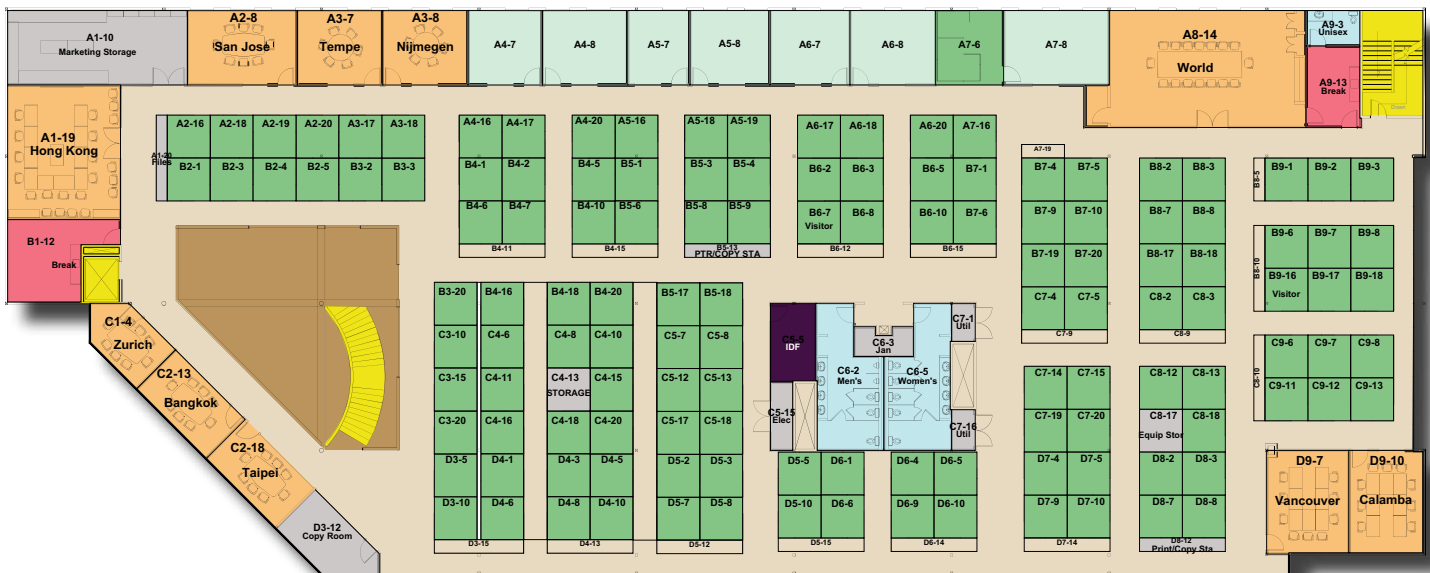 A1-10
Marketing Storage
A2-8
San Jose
A3-7
Tempe
A3-8
Nijmegen
A4-7
A4-8
A5-7
A5-8
A6-7
A6-8
A7-6
A7-8
A8-14
World
A9-3
Unisex
A9-13
Break
A1-19
Hong Kong
A1-20
Files
A2-16 A2-18 A2-19 A2-20 A3-17 A3-18
B2-1 B2-3 B2-4 B2-5 B3-2 B3-3
A4-16 A4-17
B4-1 B4-2
B4-6 B4-7
B4-11
A4-20 A5-16
B4-5 B5-1
B4-10 B5-6
B4-15
A5-18 A5-19
B5-3 B5-4
B5-8 B5-9
B5-13
PTR/COPY STA
A6-17 A6-18
B6-2 B6-3
B6-7 B6-8
Visitor
B6-12
A6-20 A7-16
B6-5 B7-1
B6-10 B7-6
B6-15
A7-19
B7-4 B7-5
B7-9 B7-10
B7-19 B7-20
C7-4 C7-5
C7-9
B8-2 B8-3
B8-7 B8-8
B8-17 B8-18
C8-2 C8-3
C8-9
B8-5
B9-1 B9-2 B9-3
B8-10
B9-6 B9-7 B9-8
B9-16 B9-17 B9-18
Visitor
C8-10
C9-6 C9-7 C9-8
C9-11 C9-12 C9-13
B1-12
Break
C1-4
Zurich
C2-13
Bangkok
C2-18
Taipei
D3-12
Copy Room
B3-20 B4-16
C3-10 C4-6
C3-15 C4-11
C3-20 C4-16
D3-5 D4-1
D3-10 D4-6
D3-15
B4-18 B4-20
C4-8 C4-10
C4-13 C4-15
STORAGE
C4-18 C4-20
D4-3 D4-5
D4-8 D4-10
D4-13
B5-17 B5-18
C5-7 C5-8
C5-12 C5-13
C5-17 C5-18
D5-2 D5-3
D5-7 D5-8
D5-12
C5-5
IDF
C5-15
Elec
C6-2
Men's
C6-3
Jan
C6-5
Women's
C7-1
Util
C7-16
Util
D5-5 D6-1
D5-10 D6-6
D5-15
D6-4 D6-5
D6-9 D6-10
D6-14
C7-14 C7-15
C7-19 C7-20
D7-4 D7-5
D7-9 D7-10
D7-14
C8-12 C8-13
C8-17 C8-18
Equip Stor
D8-2 D8-3
D8-7 D8-8
D8-12
Print/Copy Sta
D9-7
Vancouver
D9-10
Calamba